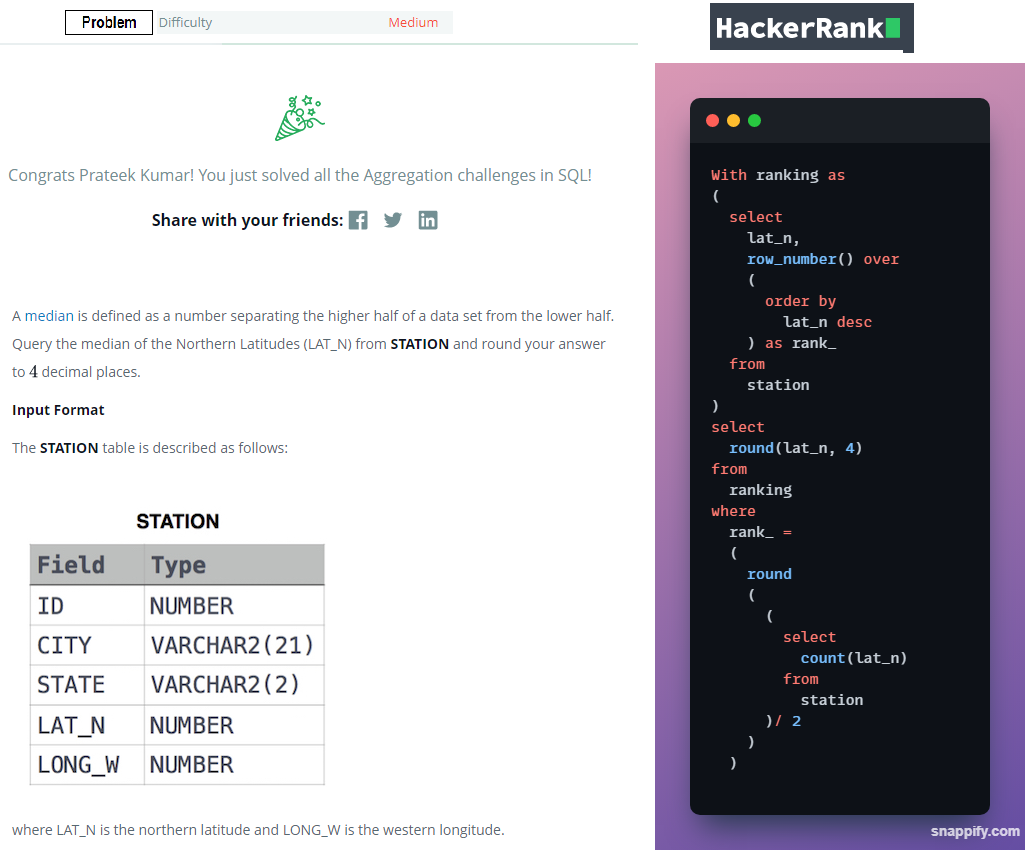 Problem Difficulty Medium
HackerRank
Congrats Prateek Kumar! You just solved all the Aggregation challenges in SQL!
Share with your friends:
A median is defined as a number separating the higher half of a data set from the lower half.
Query the median of the Northern Latitudes (LAT_N) from STATION and round your answer
to 4 decimal places.
Input Format
The STATION table is described as follows:
STATION
Field Type
ID NUMBER
CITY VARCHAR2(21)
STATE VARCHAR2(2)
LAT_N NUMBER
LONG_W NUMBER
where LAT_N is the northern latitude and LONG_W is the western longitude.
With ranking as
(
select
lat_n,
row_number() over
(
order by
lat_n desc
) as rank_
from
station
)
select
round(lat_n, 4)
from
ranking
where
rank_ =
(
round
(
(
select
count(lat_n)
from
station
)/ 2
)
)
snappify.com